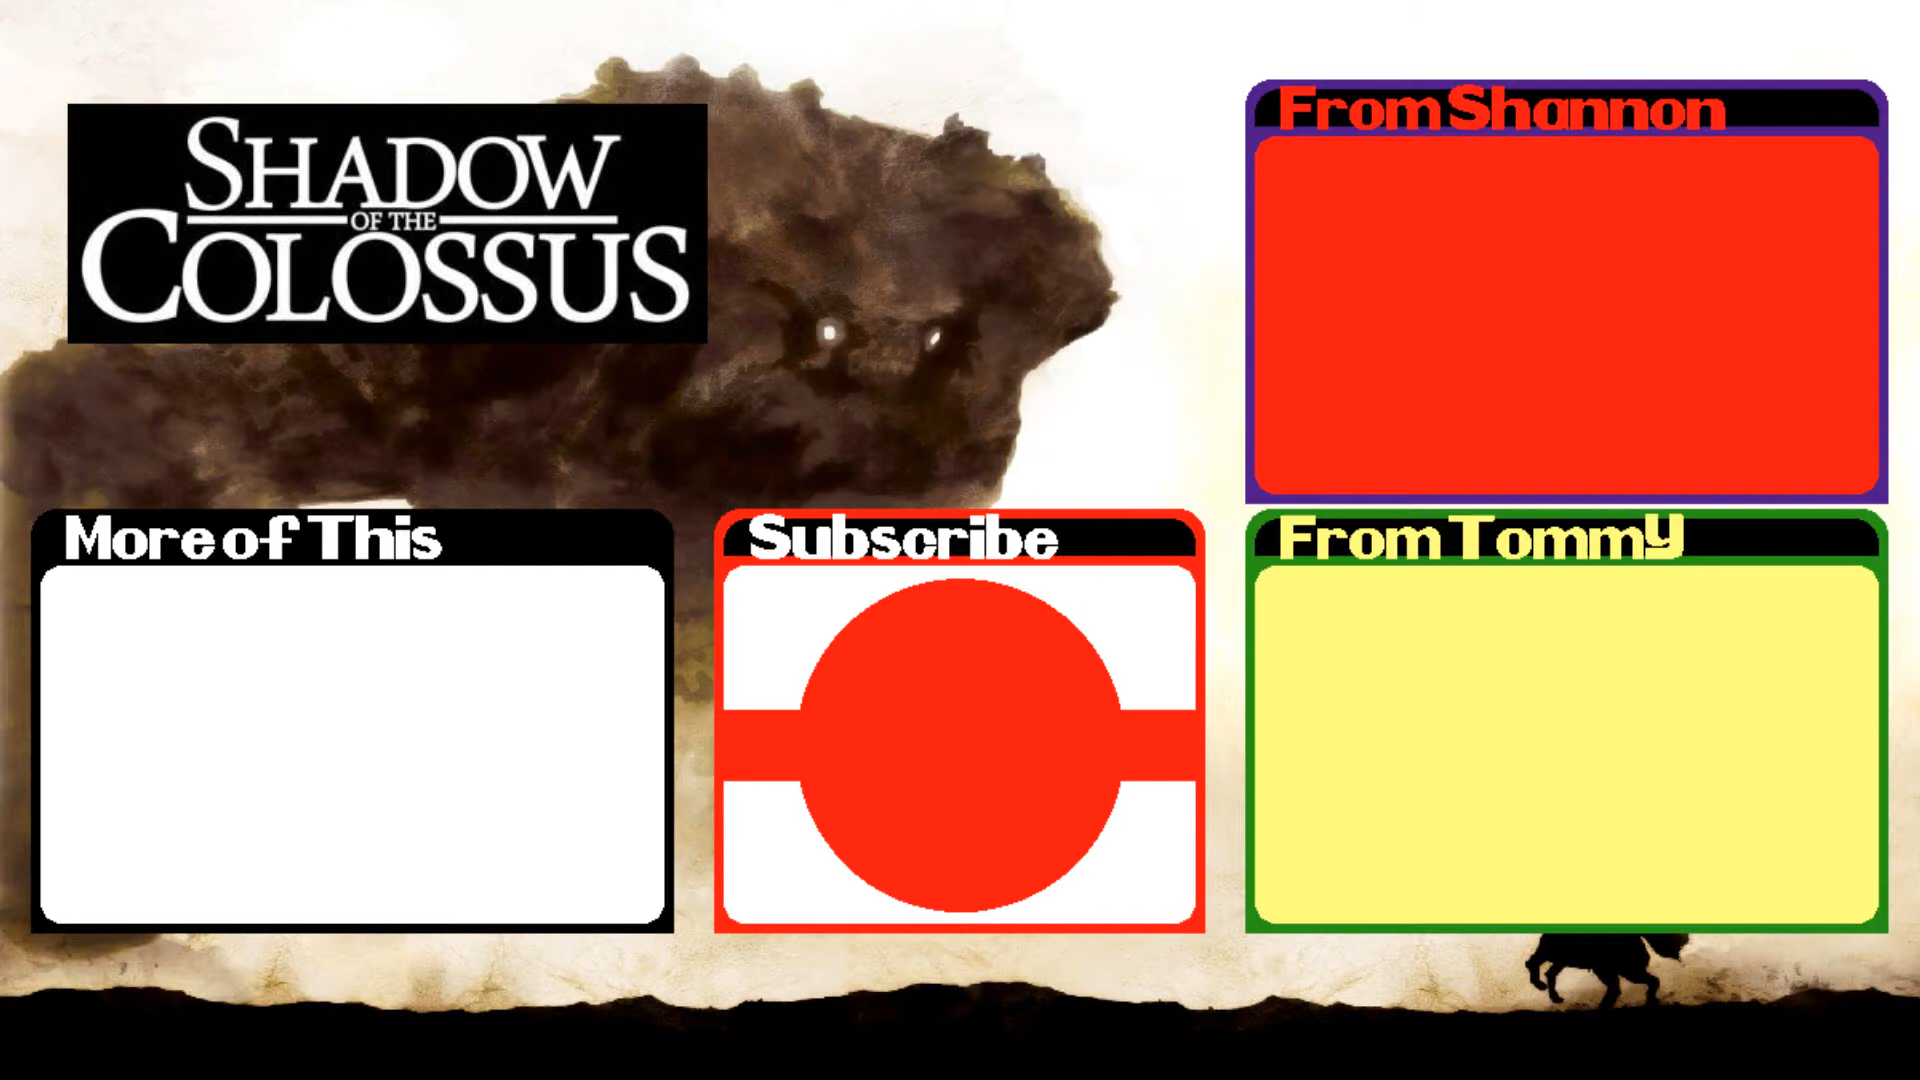 SHADOW
OF THE
COLOSSUS
From Shannon
More of This
Subscribe
From Tommy